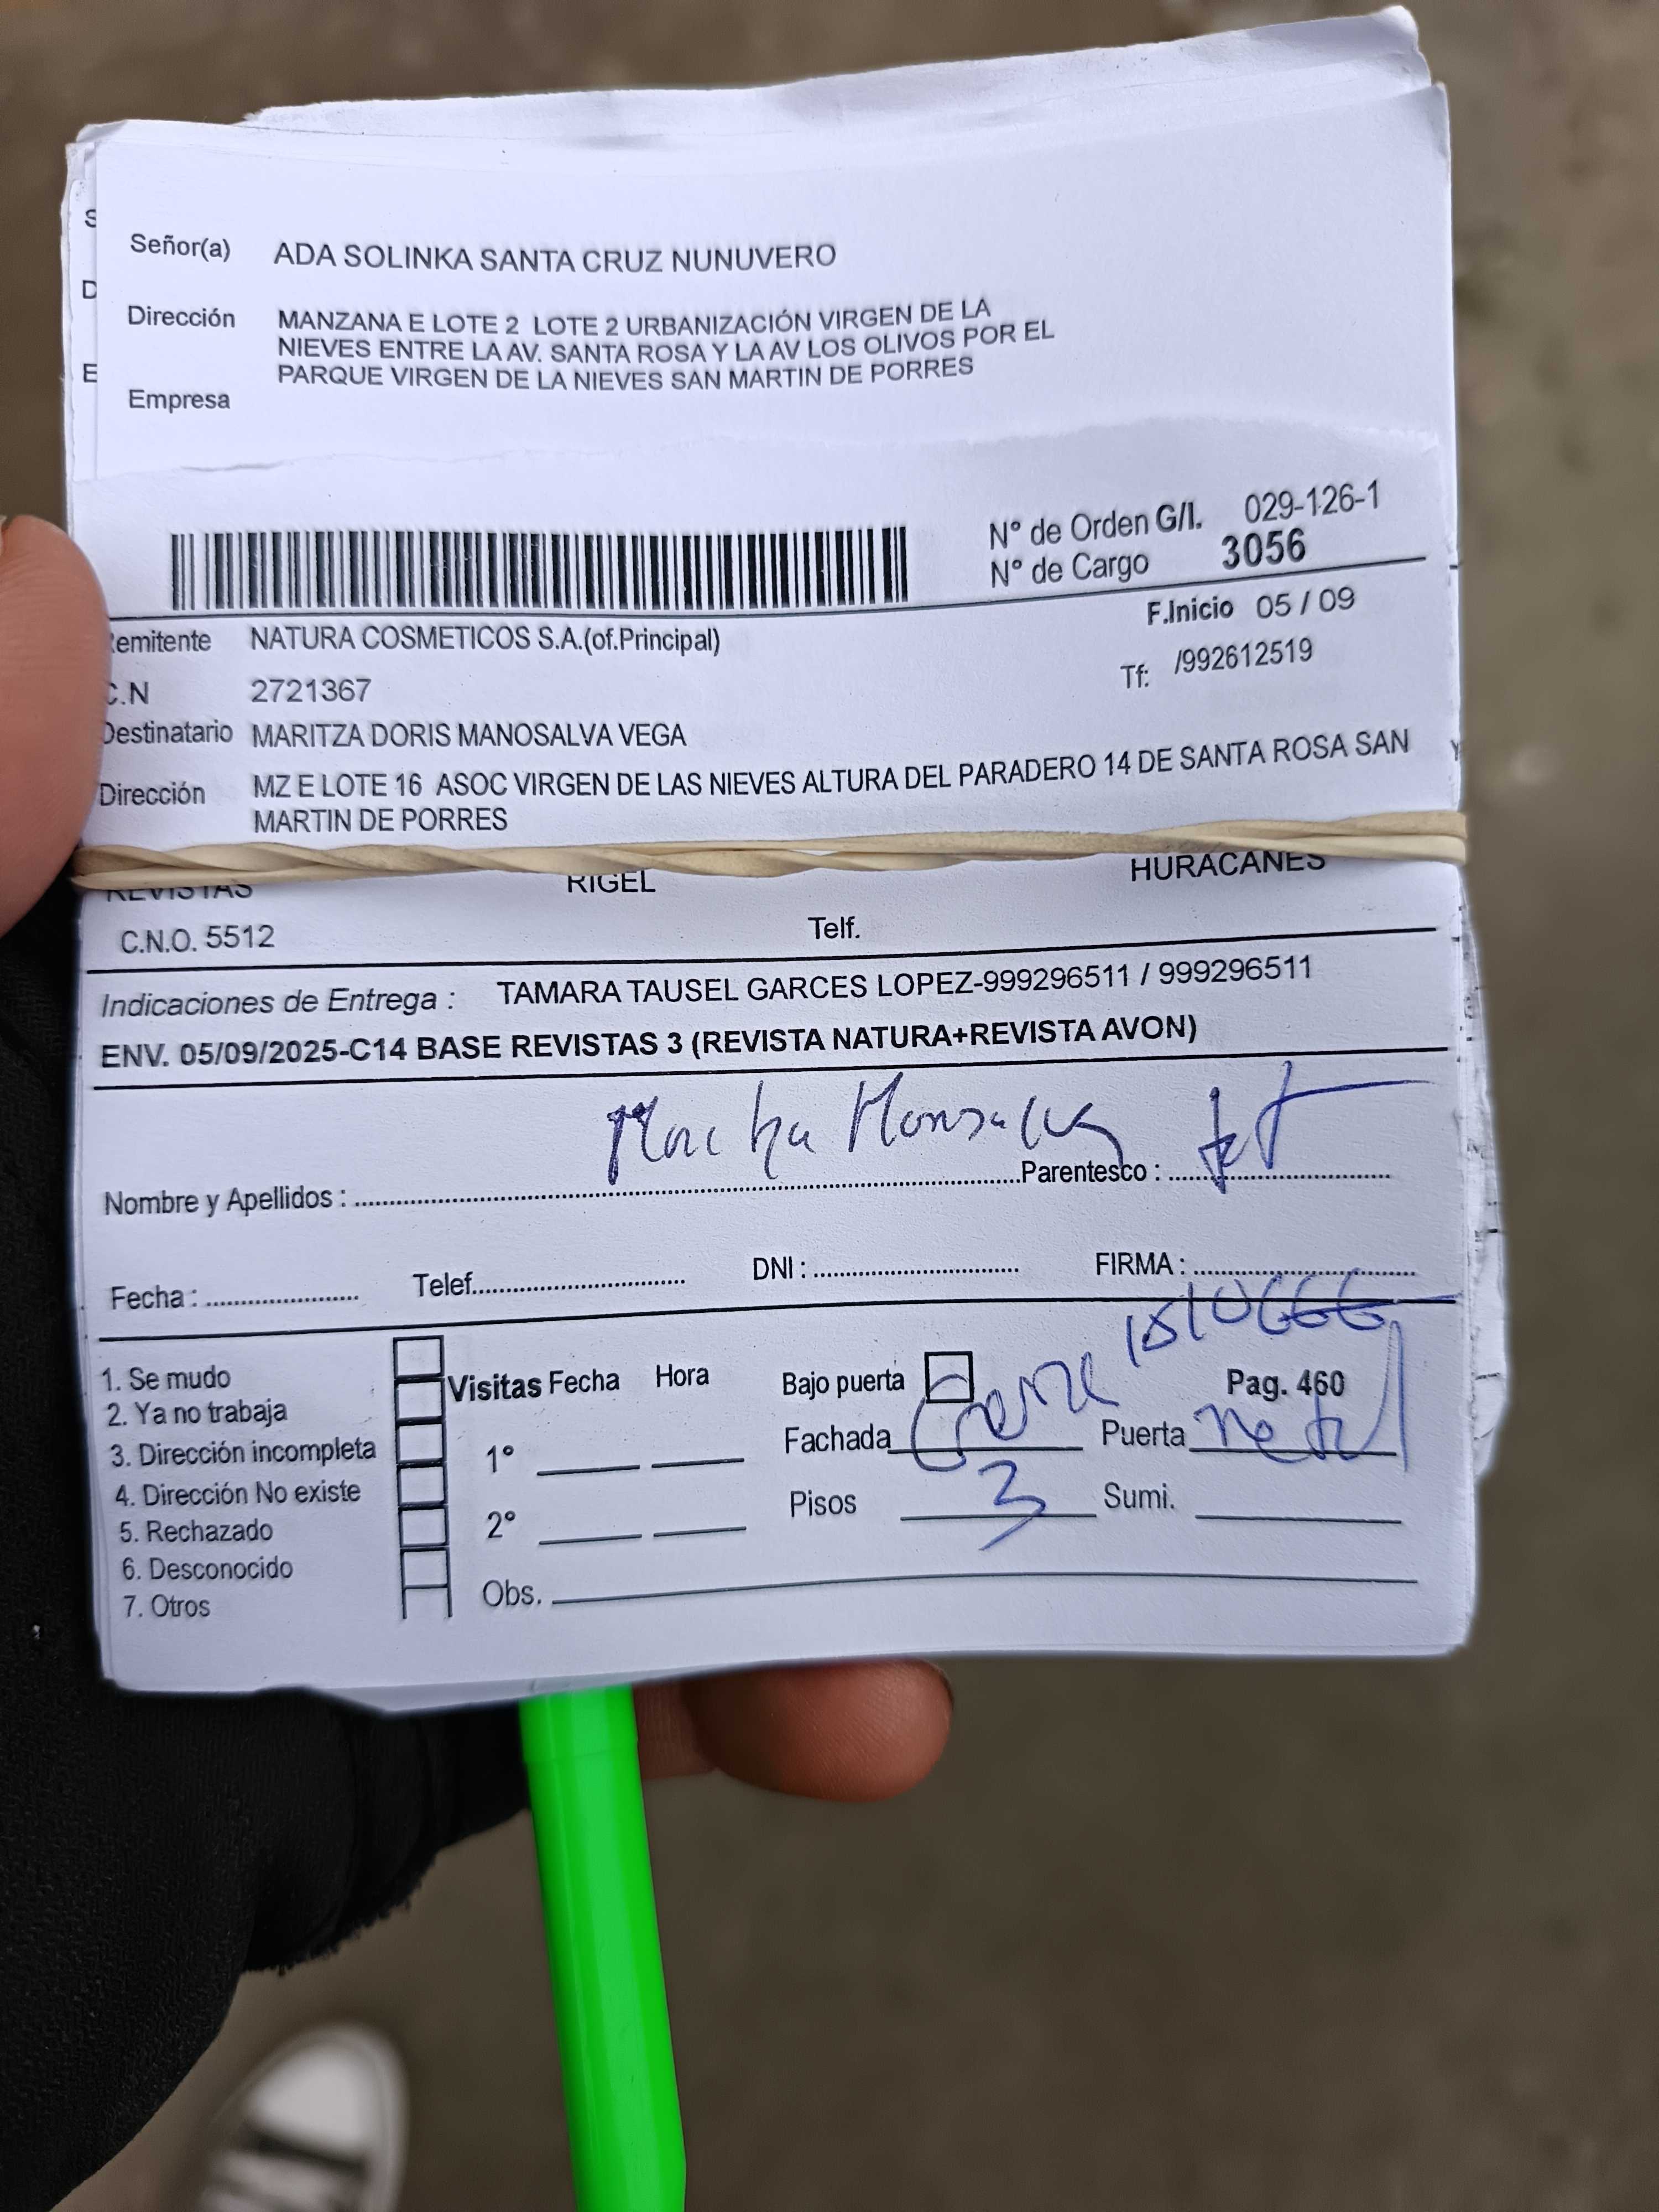 S
Señor(a) ADA SOLINKA SANTA CRUZ NUNUVERO
D
Dirección MANZANA E LOTE 2 LOTE 2 URBANIZACIÓN VIRGEN DE LA
NIEVES ENTRE LA AV. SANTA ROSA Y LA AV LOS OLIVOS POR EL
PARQUE VIRGEN DE LA NIEVES SAN MARTIN DE PORRES
E
Empresa
N° de Orden G/I. 029-126-1
N° de Cargo 3056
F.Inicio 05 / 09
emitente NATURA COSMETICOS S.A.(of.Principal)
Tf: /992612519
C.N 2721367
Destinatario MARITZA DORIS MANOSALVA VEGA
Dirección MZ E LOTE 16 ASOC VIRGEN DE LAS NIEVES ALTURA DEL PARADERO 14 DE SANTA ROSA SAN
MARTIN DE PORRES
REVISTAS RIGEL HURACANES
C.N.O. 5512 Telf.
Indicaciones de Entrega : TAMARA TAUSEL GARCES LOPEZ-999296511 / 999296511
ENV. 05/09/2025-C14 BASE REVISTAS 3 (REVISTA NATURA+REVISTA AVON)
Nombre y Apellidos : Parentesco :
Fecha : Telef. DNI : FIRMA :
1. Se mudo
2. Ya no trabaja
3. Dirección incompleta
4. Dirección No existe
5. Rechazado
6. Desconocido
7. Otros
Visitas Fecha Hora
1°
2°
Obs.
Bajo puerta Pag. 460
Fachada Puerta
Pisos 3 Sumi.